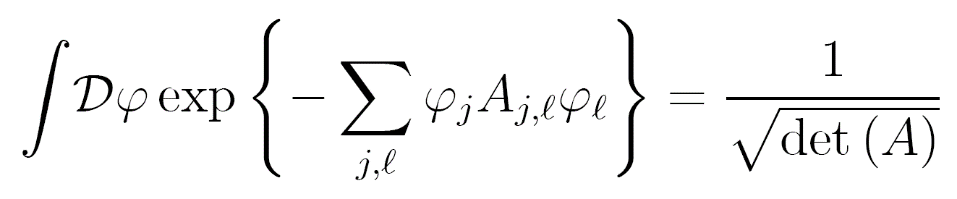 ∫𝒟φ exp { − ∑_{j,ℓ} φ_j A_{j,ℓ} φ_ℓ } = 1 / √det (A)